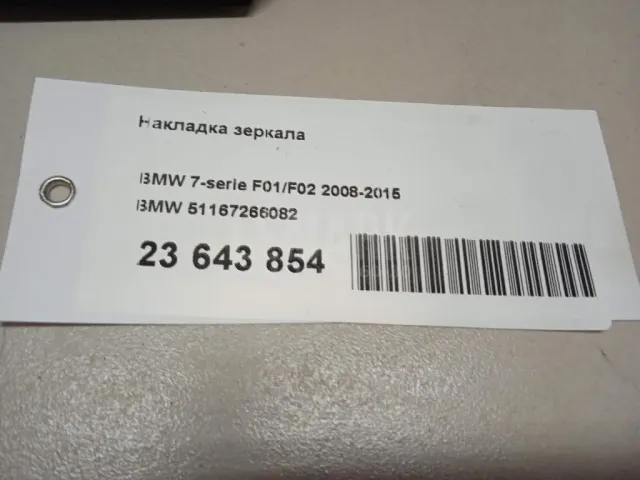 Накладка зеркала
BMW 7-serie F01/F02 2008-2015
BMW 51167266082
23 643 854